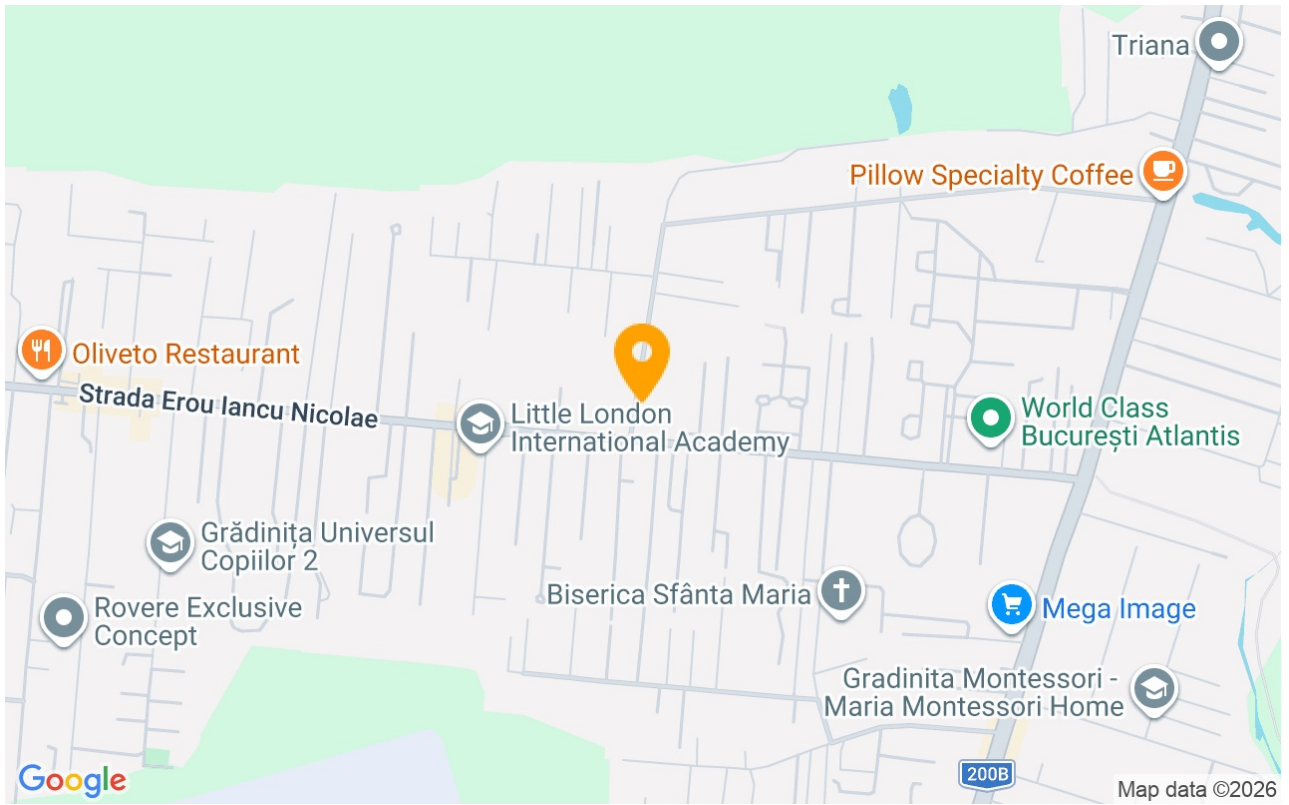 Triana
Pillow Specialty Coffee
Oliveto Restaurant
Strada Erou Iancu Nicolae
Little London
International Academy
World Class
București Atlantis
Grădinița Universul
Copiilor 2
Biserica Sfânta Maria
Rovere Exclusive
Concept
Mega Image
Gradinita Montessori -
Maria Montessori Home
200B
Google
Map data ©2026